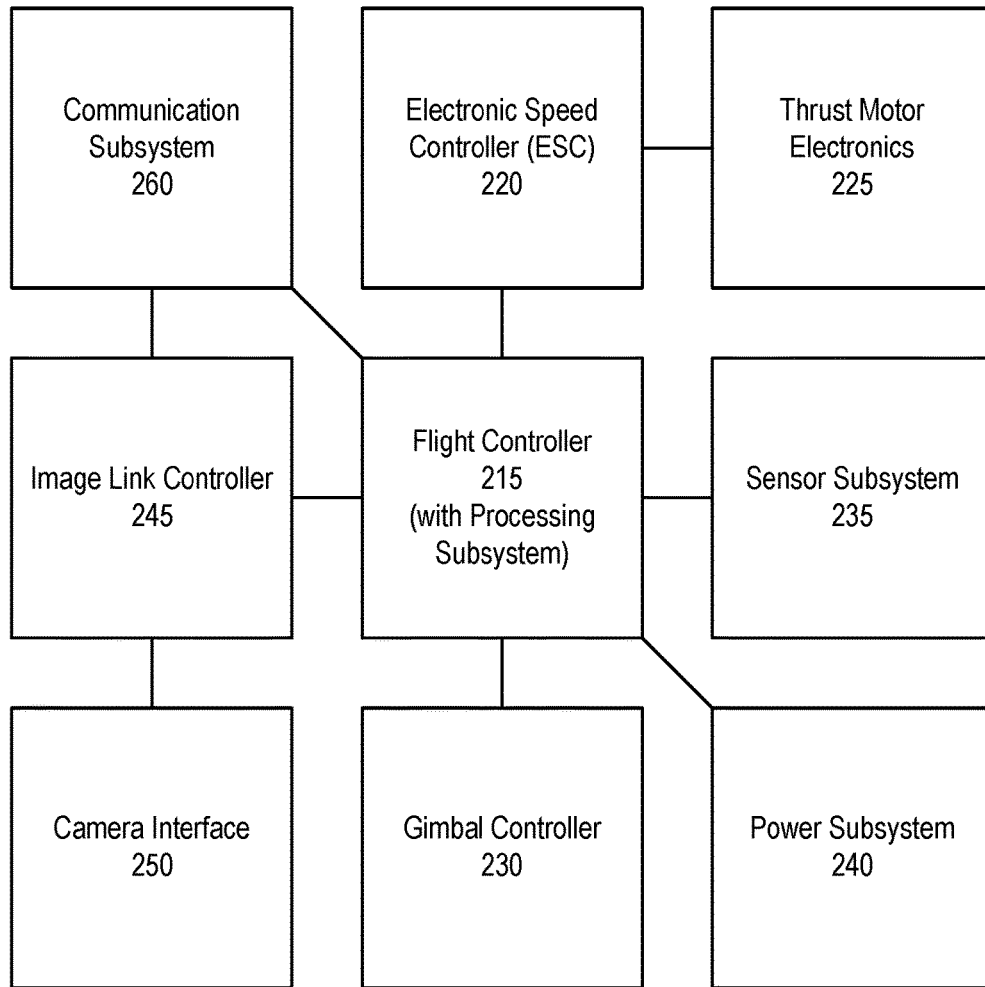 Communication
Subsystem
260
Electronic Speed
Controller (ESC)
220
Thrust Motor
Electronics
225
Image Link Controller
245
Flight Controller
215
(with Processing
Subsystem)
Sensor Subsystem
235
Camera Interface
250
Gimbal Controller
230
Power Subsystem
240